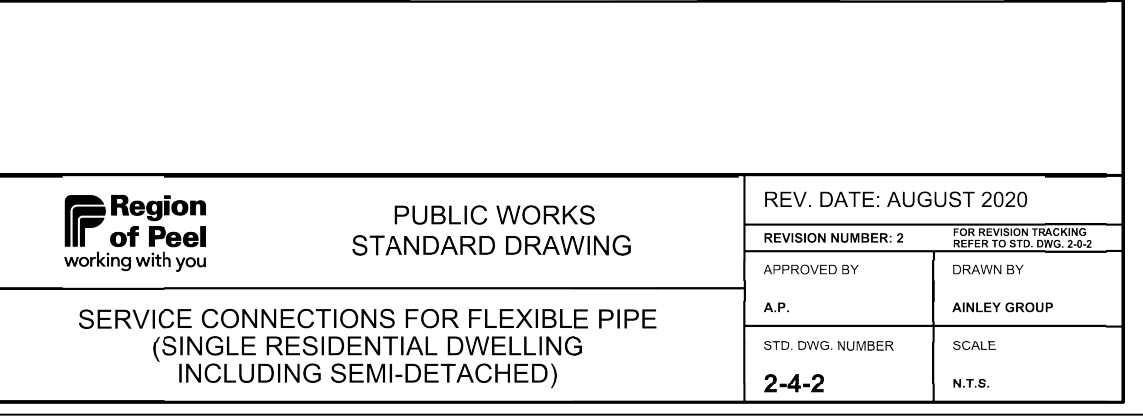 Region
of Peel
working with you
PUBLIC WORKS
STANDARD DRAWING
SERVICE CONNECTIONS FOR FLEXIBLE PIPE
(SINGLE RESIDENTIAL DWELLING
INCLUDING SEMI-DETACHED)
REV. DATE: AUGUST 2020
REVISION NUMBER: 2
FOR REVISION TRACKING
REFER TO STD. DWG. 2-0-2
APPROVED BY
A.P.
DRAWN BY
AINLEY GROUP
STD. DWG. NUMBER
2-4-2
SCALE
N.T.S.